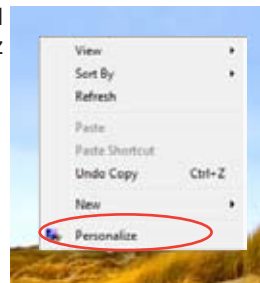 View
Sort By
Refresh
Paste
Paste Shortcut
Undo Copy Ctrl+Z
New
Personalize